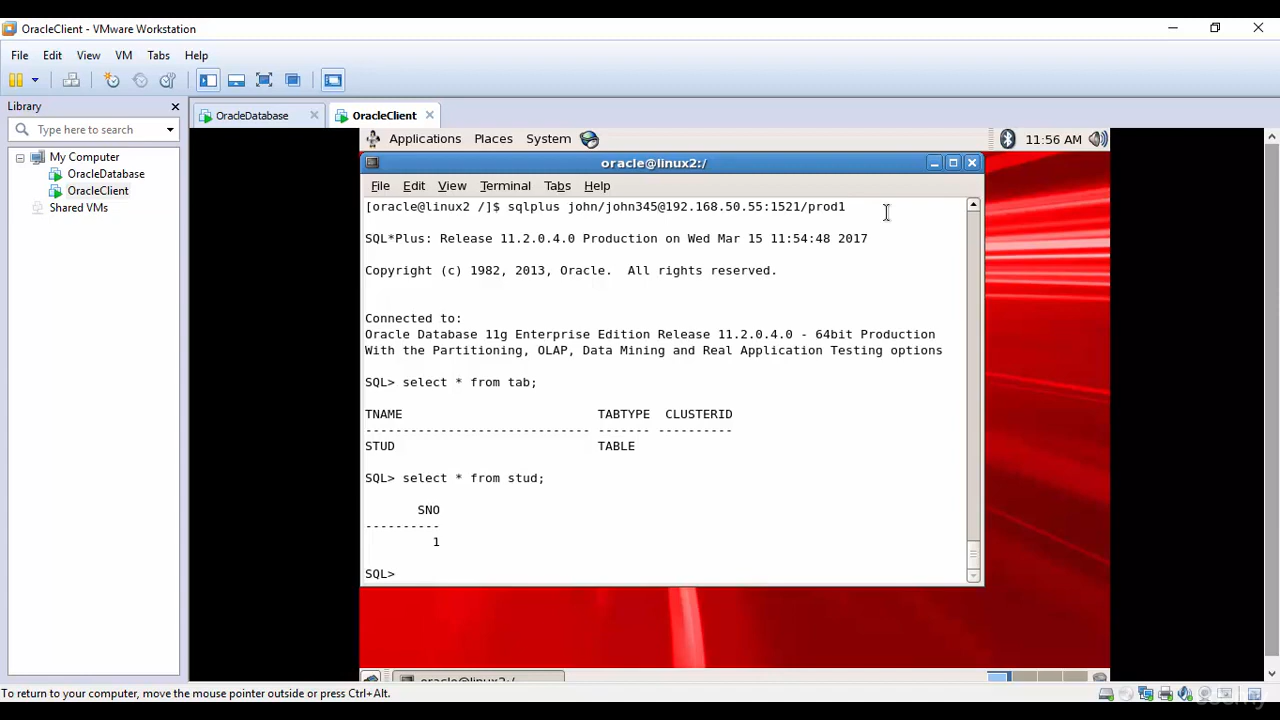 OracleClient - VMware Workstation
File Edit View VM Tabs Help
Library
Type here to search
My Computer
OracleDatabase
OracleClient
Shared VMs
OracleDatabase
OracleClient
Applications Places System
11:56 AM
oracle@linux2:/
File Edit View Terminal Tabs Help
[oracle@linux2 /]$ sqlplus john/john345@192.168.50.55:1521/prod1
SQL*Plus: Release 11.2.0.4.0 Production on Wed Mar 15 11:54:48 2017
Copyright (c) 1982, 2013, Oracle.  All rights reserved.
Connected to:
Oracle Database 11g Enterprise Edition Release 11.2.0.4.0 - 64bit Production
With the Partitioning, OLAP, Data Mining and Real Application Testing options
SQL> select * from tab;
TNAME TABTYPE CLUSTERID
------------------------------ ------- ----------
STUD TABLE
SQL> select * from stud;
SNO
----------
1
SQL>
oracle@linux2:/
To return to your computer, move the mouse pointer outside or press Ctrl+Alt.